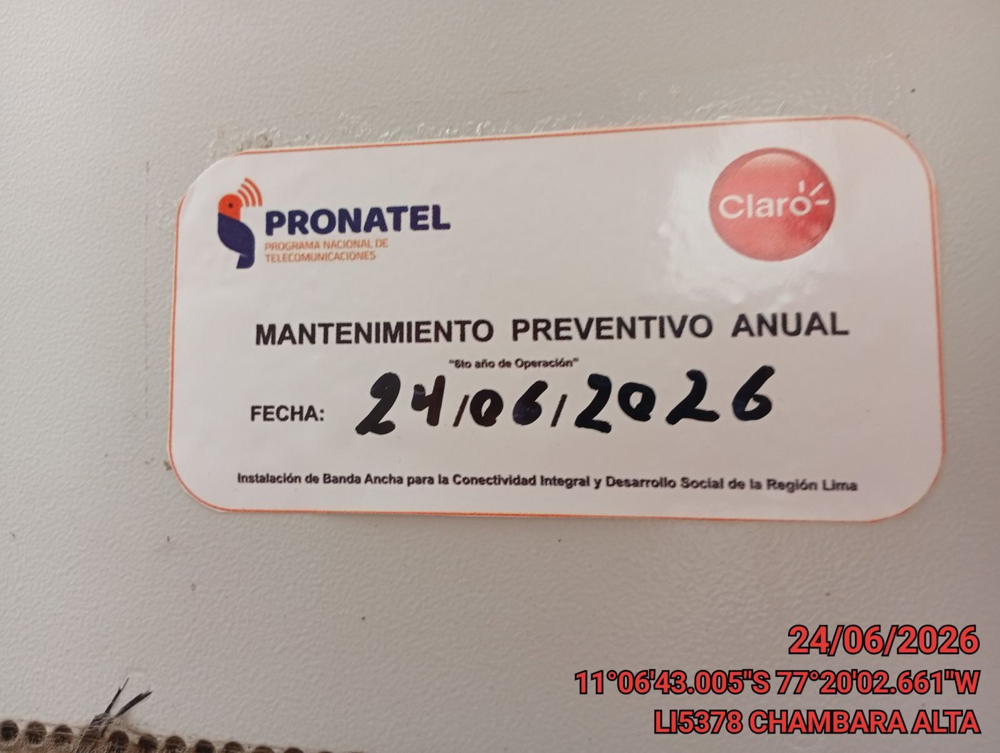 PRONATEL
PROGRAMA NACIONAL DE
TELECOMUNICACIONES
Claro
MANTENIMIENTO PREVENTIVO ANUAL
"6to año de Operación"
FECHA: 24/06/2026
Instalación de Banda Ancha para la Conectividad Integral y Desarrollo Social de la Región Lima
24/06/2026
11°06'43.005"S 77°20'02.661"W
LI5378 CHAMBARA ALTA